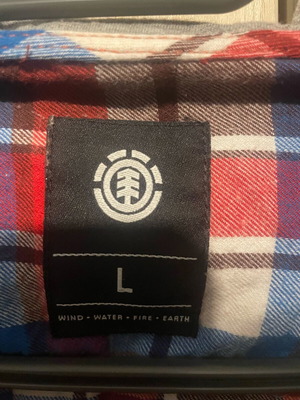 L
WIND • WATER • FIRE • EARTH